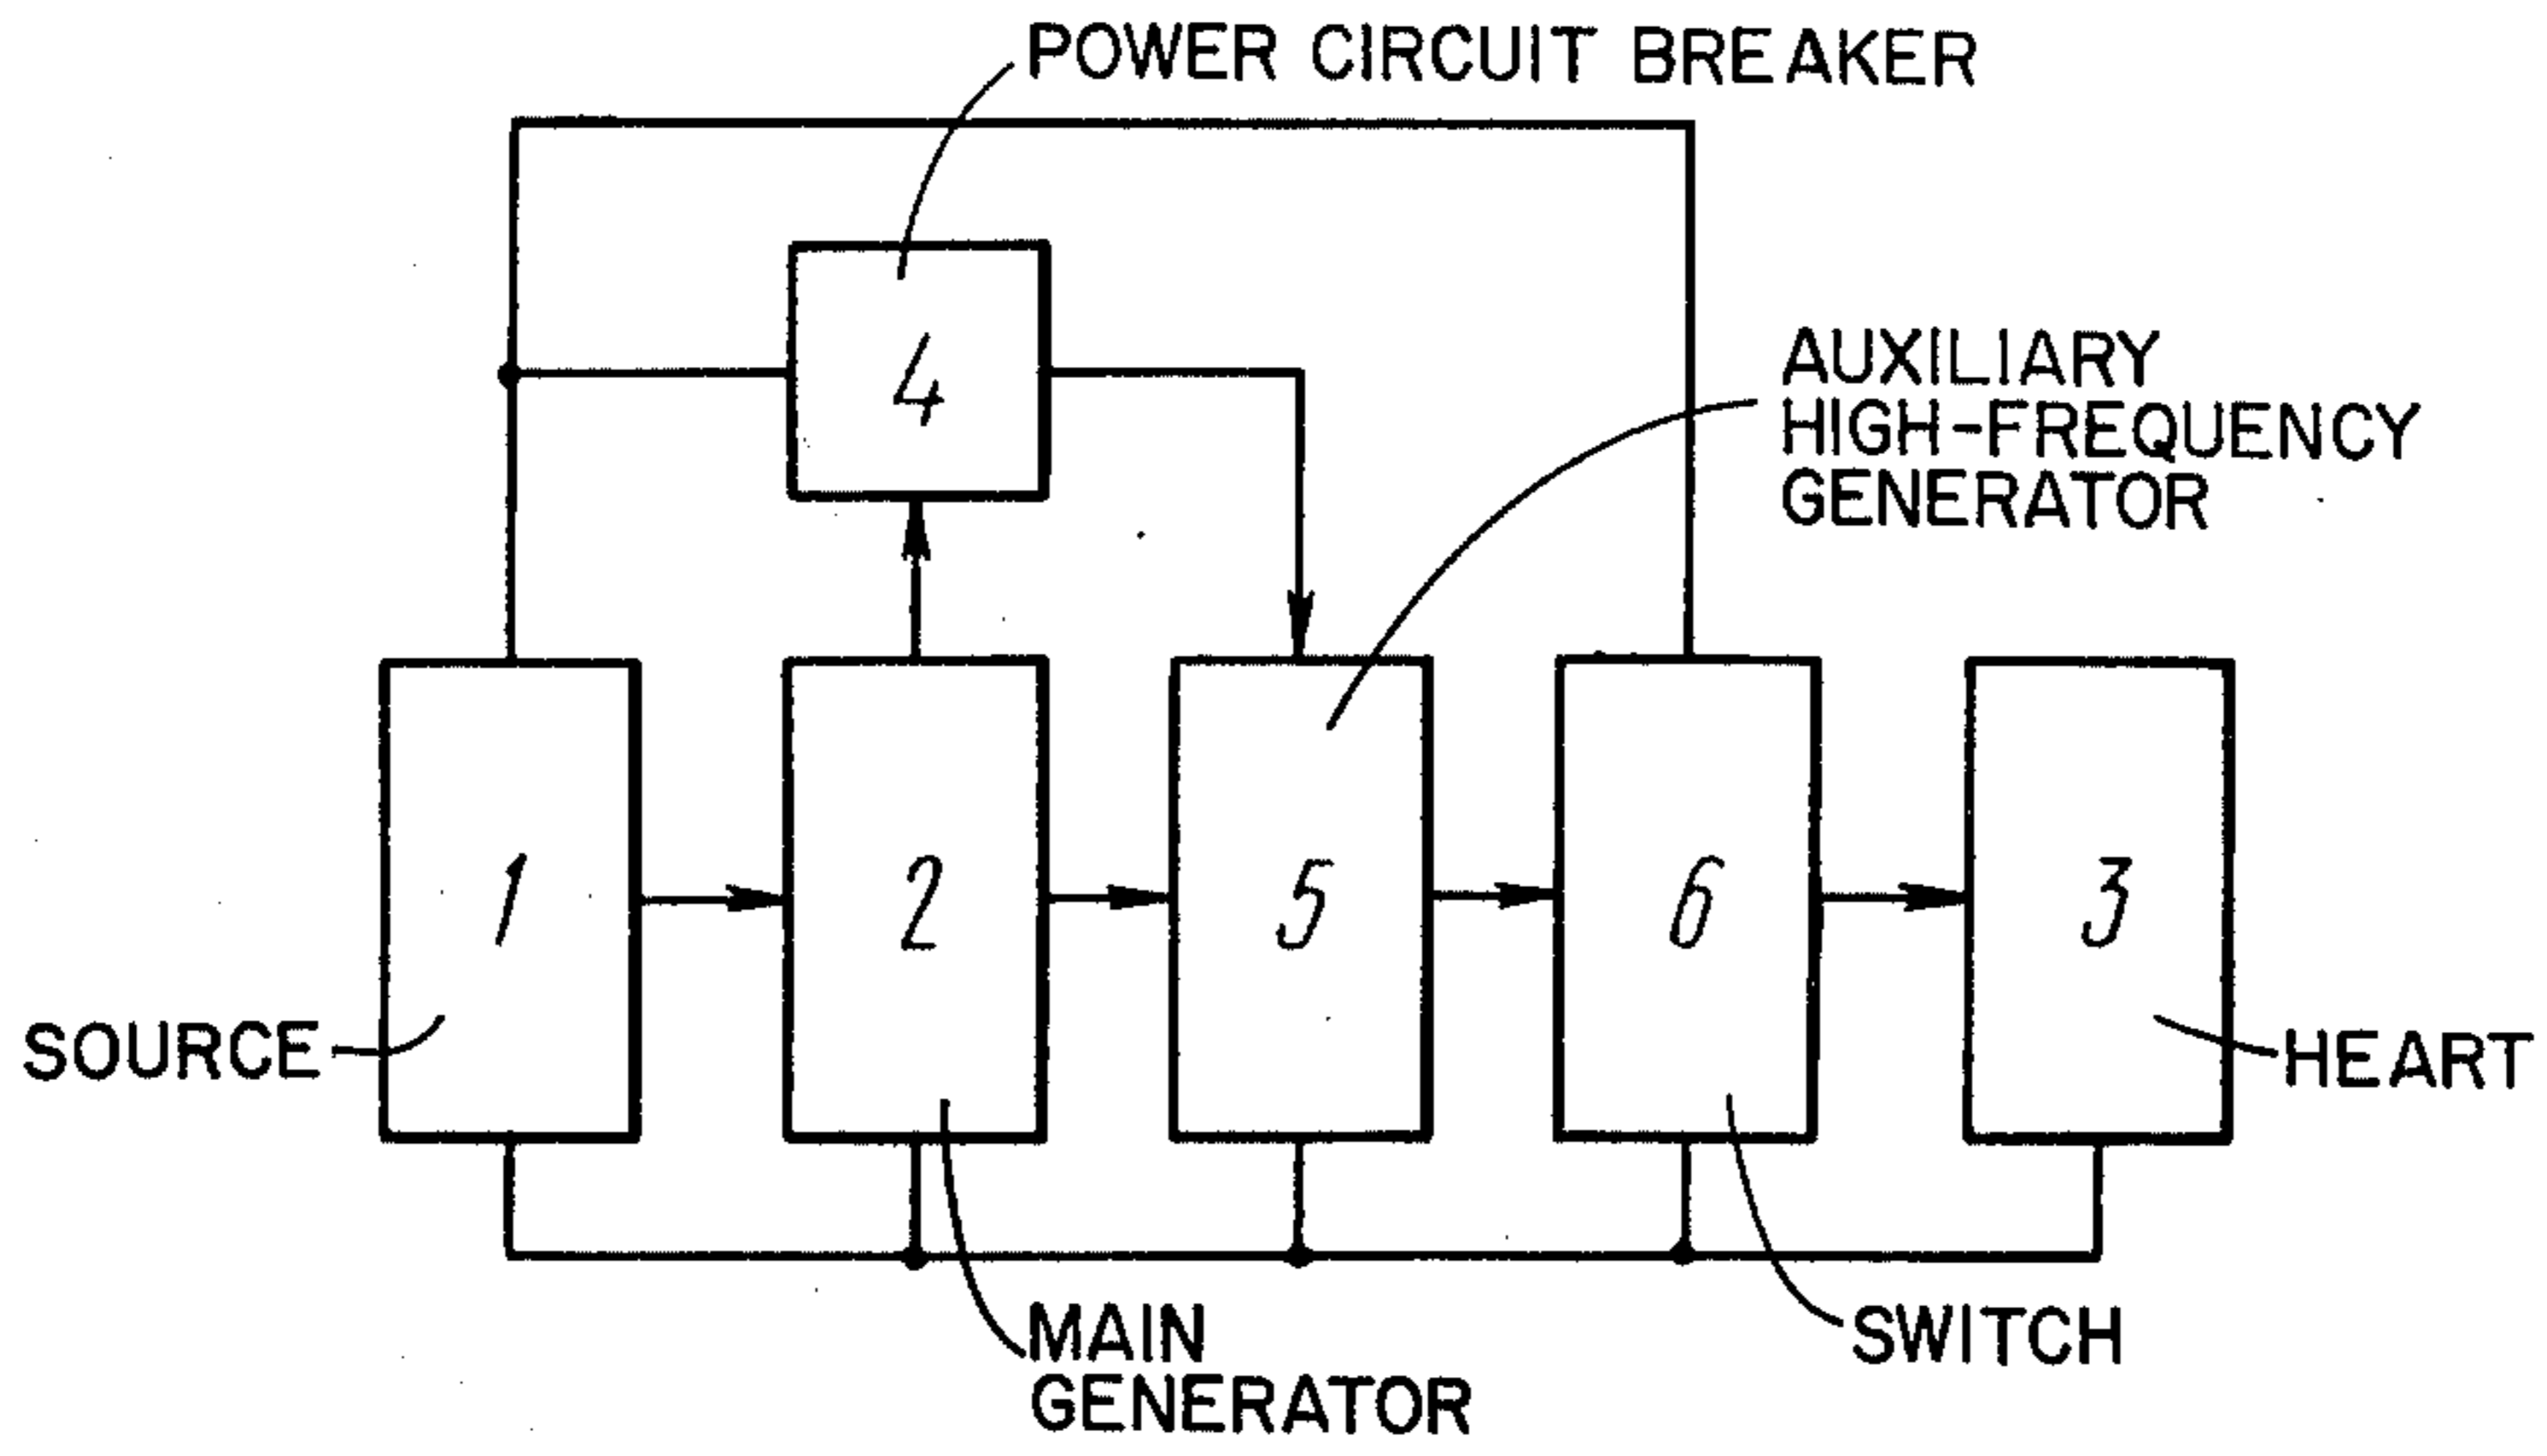 POWER CIRCUIT BREAKER
4
AUXILIARY
HIGH-FREQUENCY
GENERATOR
1
2
5
6
3
SOURCE
HEART
MAIN
GENERATOR
SWITCH